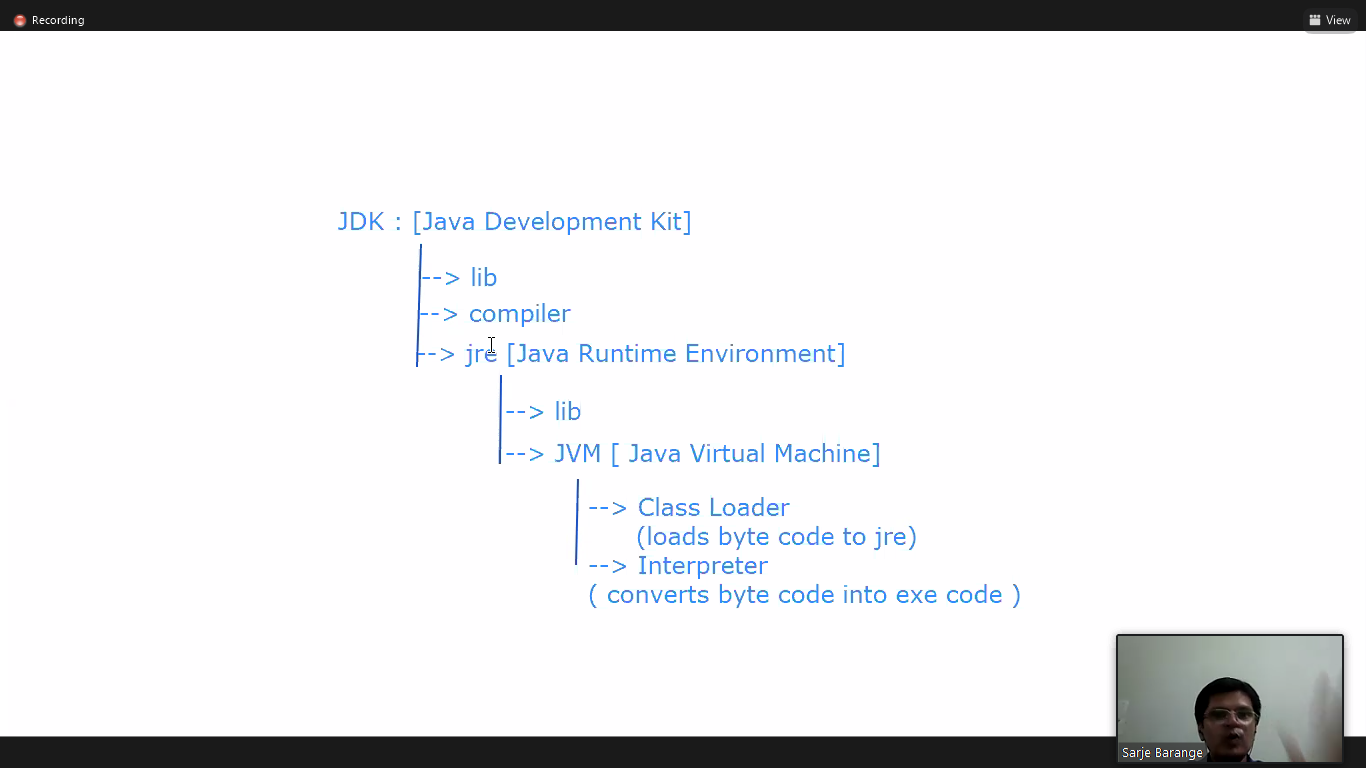 Recording
View
JDK : [Java Development Kit]
--> lib
--> compiler
--> jre [Java Runtime Environment]
--> lib
--> JVM [ Java Virtual Machine]
--> Class Loader
(loads byte code to jre)
--> Interpreter
( converts byte code into exe code )
Sarje Barange